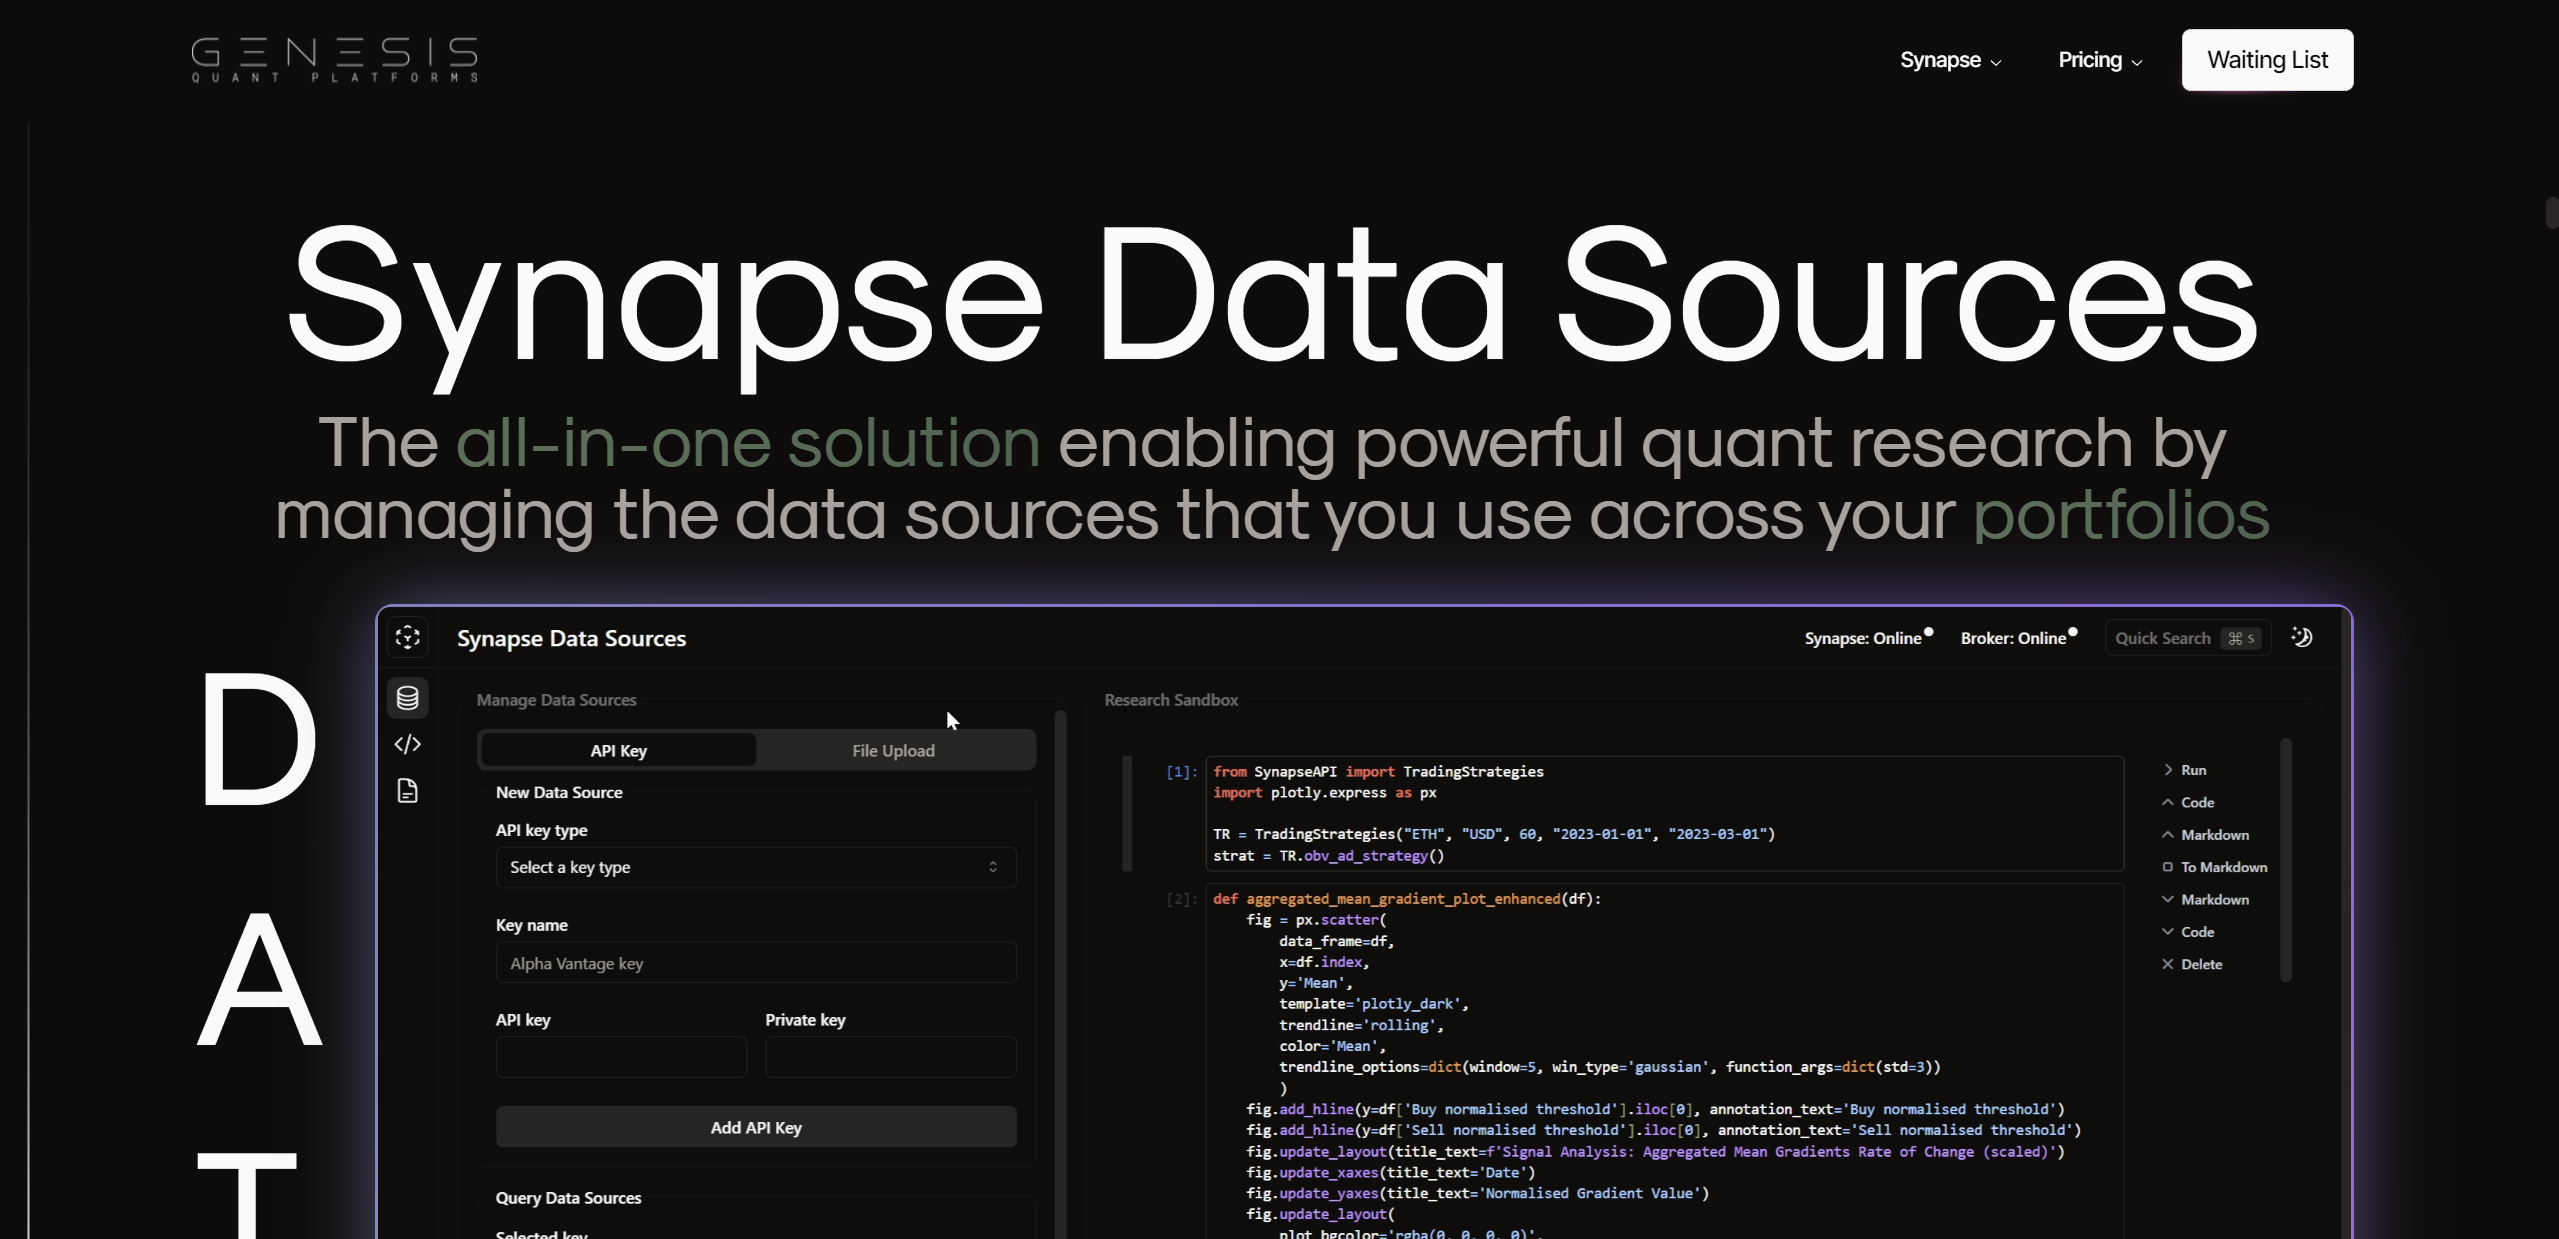 GENESIS
QUANT PLATFORMS
Synapse
Pricing
Waiting List
Synapse Data Sources
The all-in-one solution enabling powerful quant research by
managing the data sources that you use across your portfolios
D
A
T
Synapse Data Sources
Synapse: Online
Broker: Online
Quick Search ⌘ S
Manage Data Sources
API Key
File Upload
New Data Source
API key type
Select a key type
Key name
Alpha Vantage key
API key
Private key
Add API Key
Query Data Sources
Selected key
Research Sandbox
[1]:
from SynapseAPI import TradingStrategies
import plotly.express as px
TR = TradingStrategies("ETH", "USD", 60, "2023-01-01", "2023-03-01")
strat = TR.obv_ad_strategy()
[2]:
def aggregated_mean_gradient_plot_enhanced(df):
fig = px.scatter(
data_frame=df,
x=df.index,
y='Mean',
template='plotly_dark',
trendline='rolling',
color='Mean',
trendline_options=dict(window=5, win_type='gaussian', function_args=dict(std=3))
)
fig.add_hline(y=df['Buy normalised threshold'].iloc[0], annotation_text='Buy normalised threshold')
fig.add_hline(y=df['Sell normalised threshold'].iloc[0], annotation_text='Sell normalised threshold')
fig.update_layout(title_text=f'Signal Analysis: Aggregated Mean Gradients Rate of Change (scaled)')
fig.update_xaxes(title_text='Date')
fig.update_yaxes(title_text='Normalised Gradient Value')
fig.update_layout(
plot_bgcolor='rgba(0, 0, 0, 0)',
Run
Code
Markdown
To Markdown
Markdown
Code
Delete